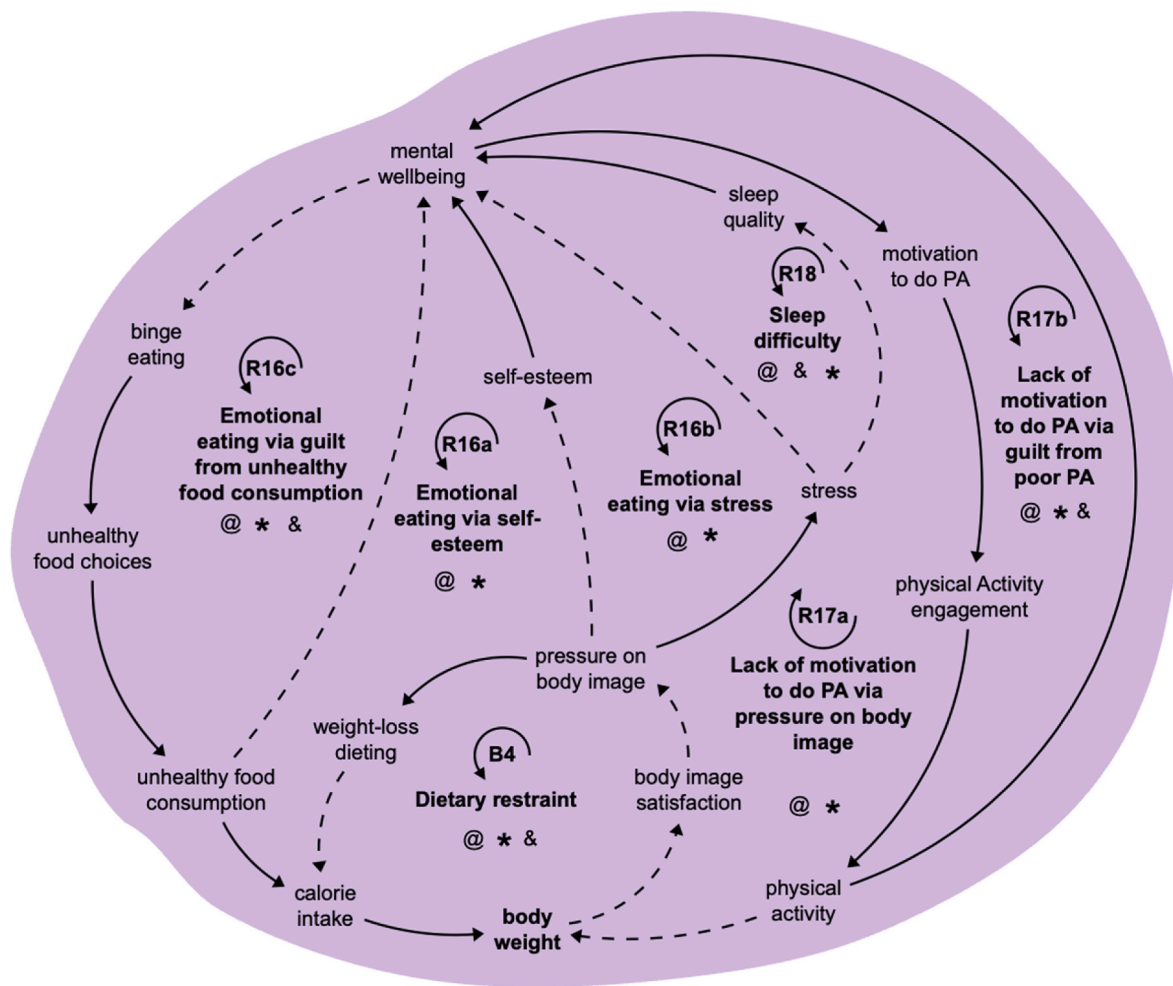 mental
wellbeing
sleep
quality
motivation
to do PA
R18
Sleep
difficulty
@ & *
R17b
Lack of
motivation
to do PA via
guilt from
poor PA
@ * &
binge
eating
R16c
Emotional
eating via guilt
from unhealthy
food consumption
@ * &
self-esteem
R16a
Emotional
eating via self-
esteem
@ *
R16b
Emotional
eating via stress
@ *
stress
unhealthy
food choices
physical Activity
engagement
R17a
Lack of motivation
to do PA via
pressure on body
image
@ *
pressure on
body image
weight-loss
dieting
B4
Dietary restraint
@ * &
body image
satisfaction
unhealthy food
consumption
calorie
intake
body
weight
physical
activity